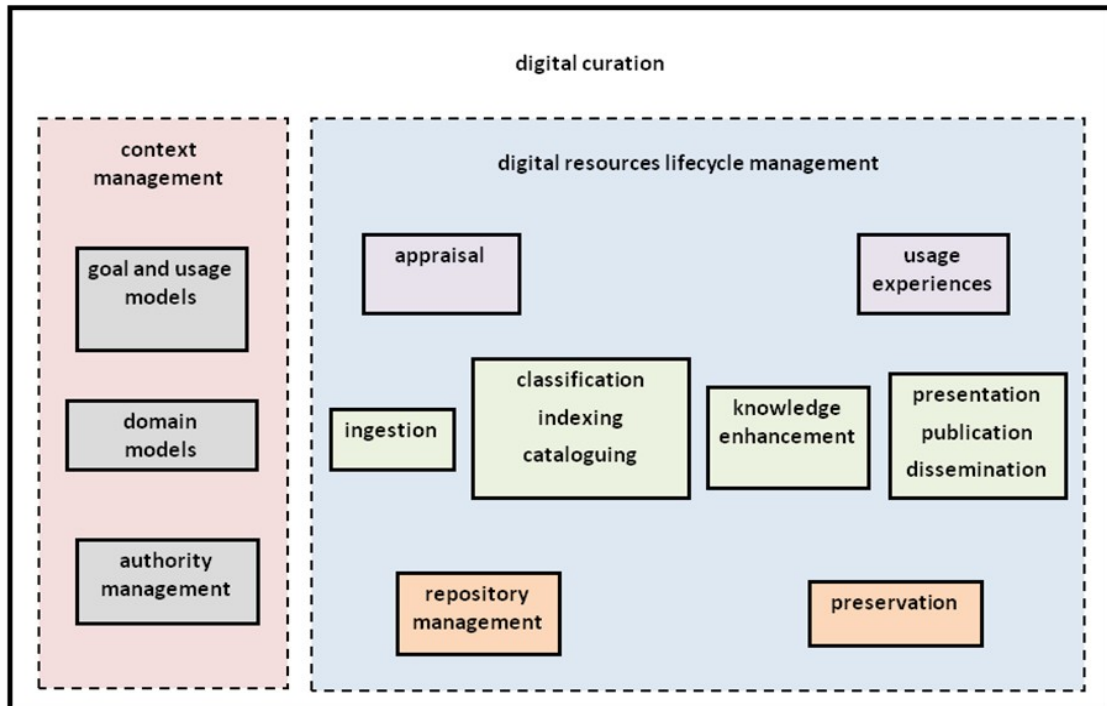 digital curation
context
management
digital resources lifecycle management
goal and usage
models
appraisal
usage
experiences
domain
models
ingestion
classification
indexing
cataloguing
knowledge
enhancement
presentation
publication
dissemination
authority
management
repository
management
preservation